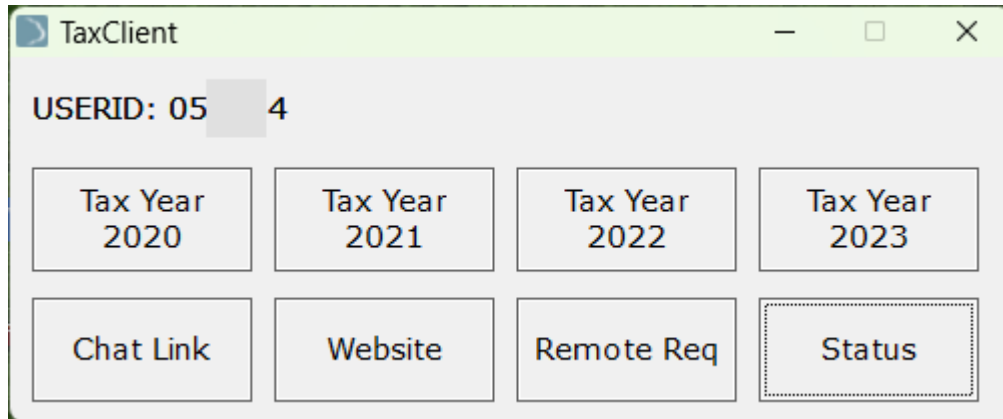 TaxClient
USERID: 05 4
Tax Year
2020
Tax Year
2021
Tax Year
2022
Tax Year
2023
Chat Link
Website
Remote Req
Status